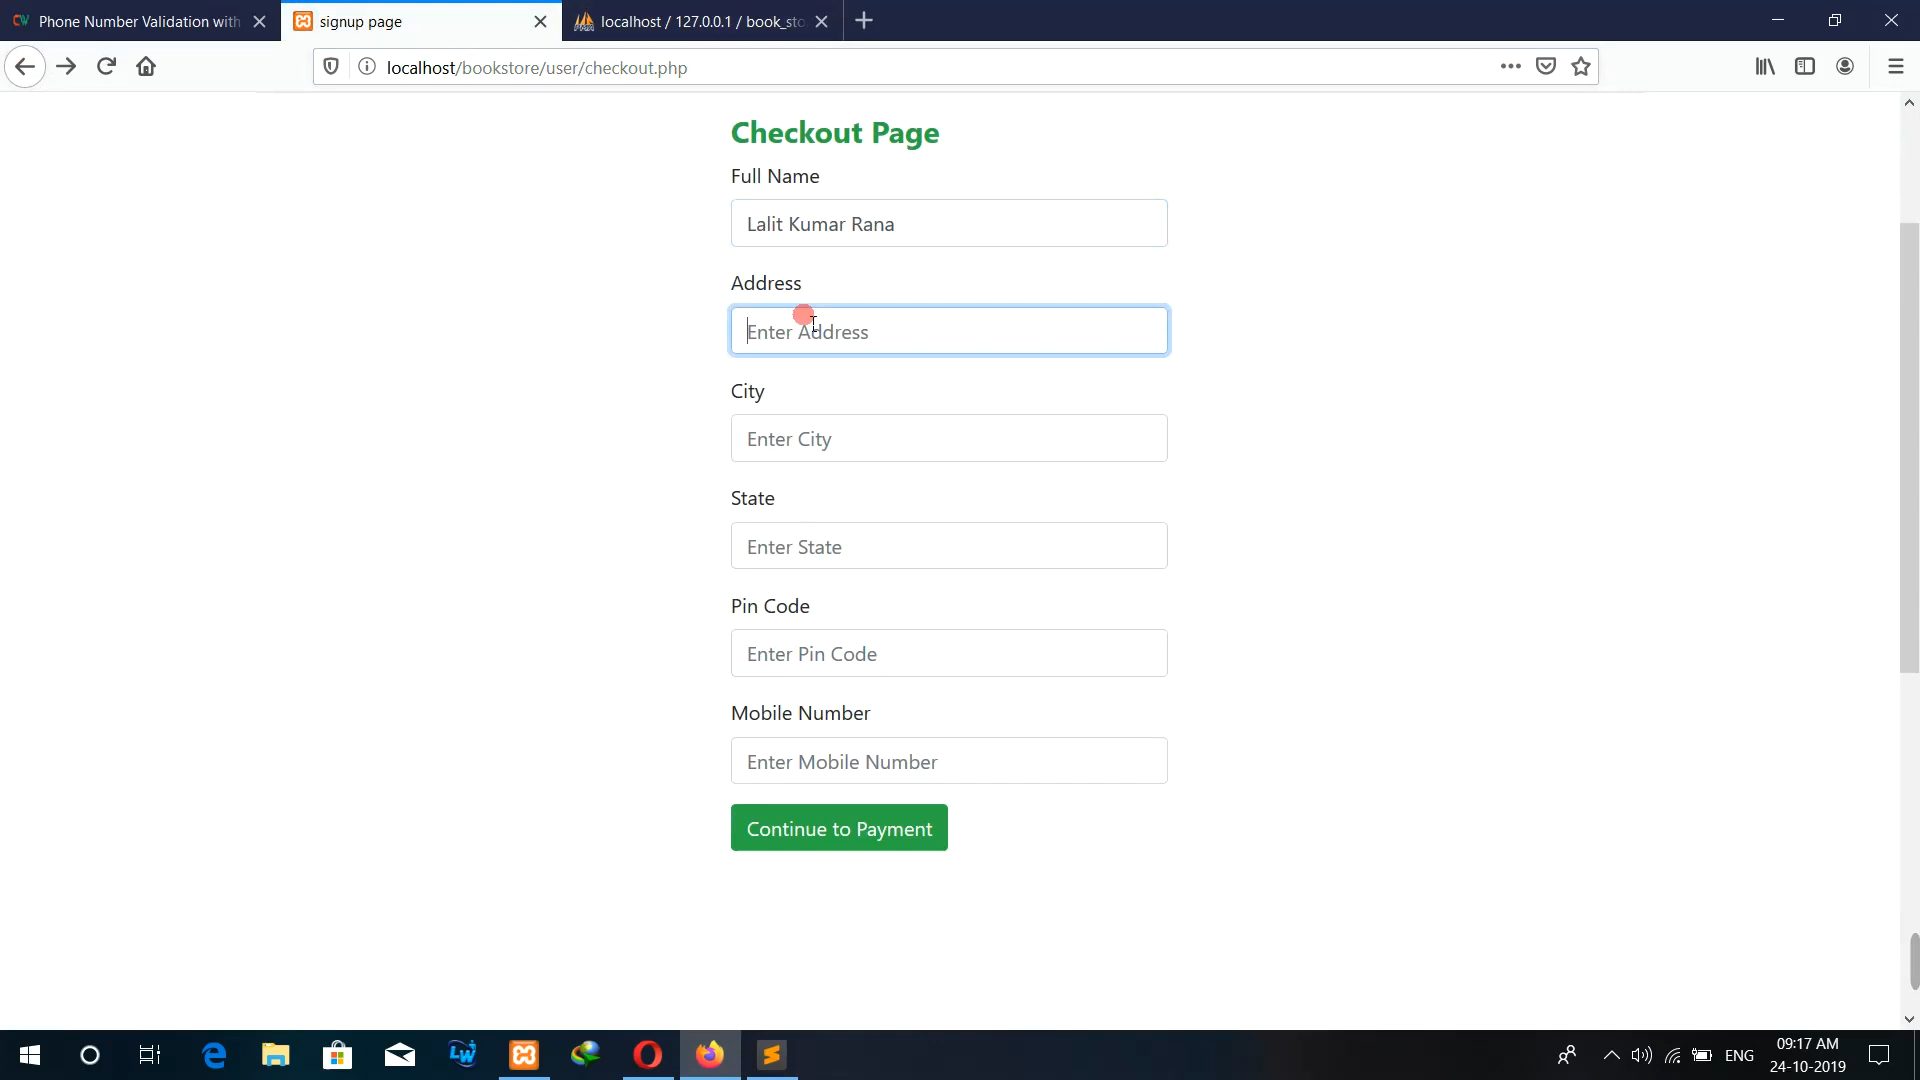 CW Phone Number Validation with
signup page
localhost / 127.0.0.1 / book_sto
localhost/bookstore/user/checkout.php
Checkout Page
Full Name
Lalit Kumar Rana
Address
Enter Address
City
Enter City
State
Enter State
Pin Code
Enter Pin Code
Mobile Number
Enter Mobile Number
Continue to Payment
LW
ENG
09:17 AM
24-10-2019